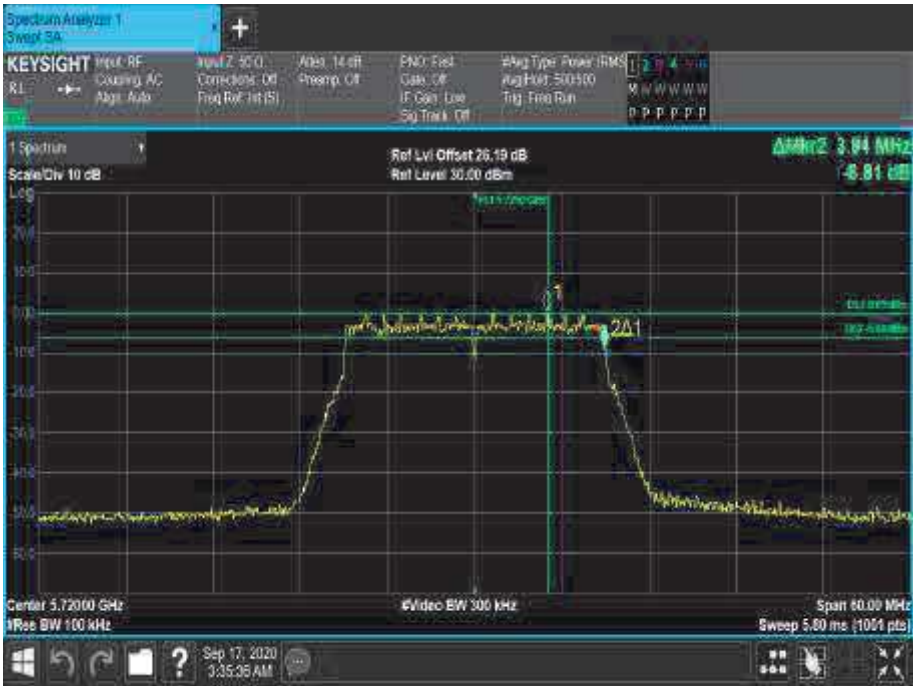 Spectrum Analyzer 1
Swept SA
+
KEYSIGHT
Input: RF
Coupling: AC
Align: Auto
Input Z: 50 Ω
Corrections: Off
Freq Ref: Int (S)
Atten: 14 dB
Preamp: Off
PNO: Fast
Gate: Off
IF Gain: Low
Sig Track: Off
#Avg Type: Power (RMS
Avg|Hold: 500/500
Trig: Free Run
1 2 3 4 5 6
M W W W W W
P P P P P P
1 Spectrum
Scale/Div 10 dB
Ref Lvl Offset 26.19 dB
Ref Level 30.00 dBm
ΔMkr2 3.94 MHz
Log
2Δ1
Center 5.72000 GHz
#Res BW 100 kHz
#Video BW 300 kHz
Span 60.00 MHz
Sweep 5.80 ms (1001 pts)
?
Sep 17, 2020
3:35:36 AM